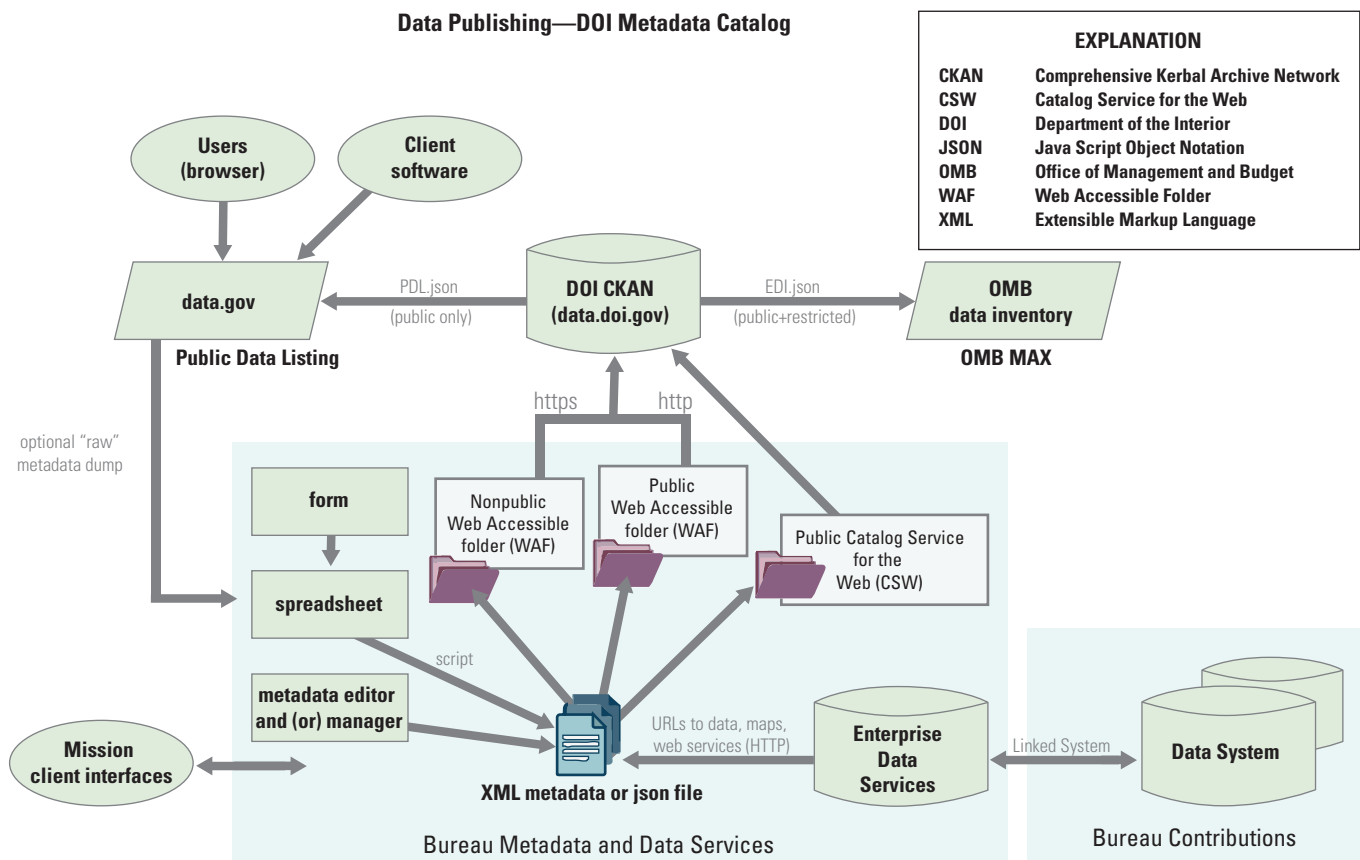 Data Publishing—DOI Metadata Catalog
EXPLANATION
CKAN Comprehensive Kerbal Archive Network
CSW Catalog Service for the Web
DOI Department of the Interior
JSON Java Script Object Notation
OMB Office of Management and Budget
WAF Web Accessible Folder
XML Extensible Markup Language
Users
(browser)
Client
software
data.gov
Public Data Listing
PDL.json
(public only)
DOI CKAN
(data.doi.gov)
EDI.json
(public+restricted)
OMB
data inventory
OMB MAX
https
http
optional “raw”
metadata dump
form
spreadsheet
script
metadata editor
and (or) manager
Nonpublic
Web Accessible
folder (WAF)
Public
Web Accessible
folder (WAF)
Public Catalog Service
for the
Web (CSW)
Mission
client interfaces
XML metadata or json file
URLs to data, maps,
web services (HTTP)
Enterprise
Data
Services
Linked System
Data System
Bureau Metadata and Data Services
Bureau Contributions